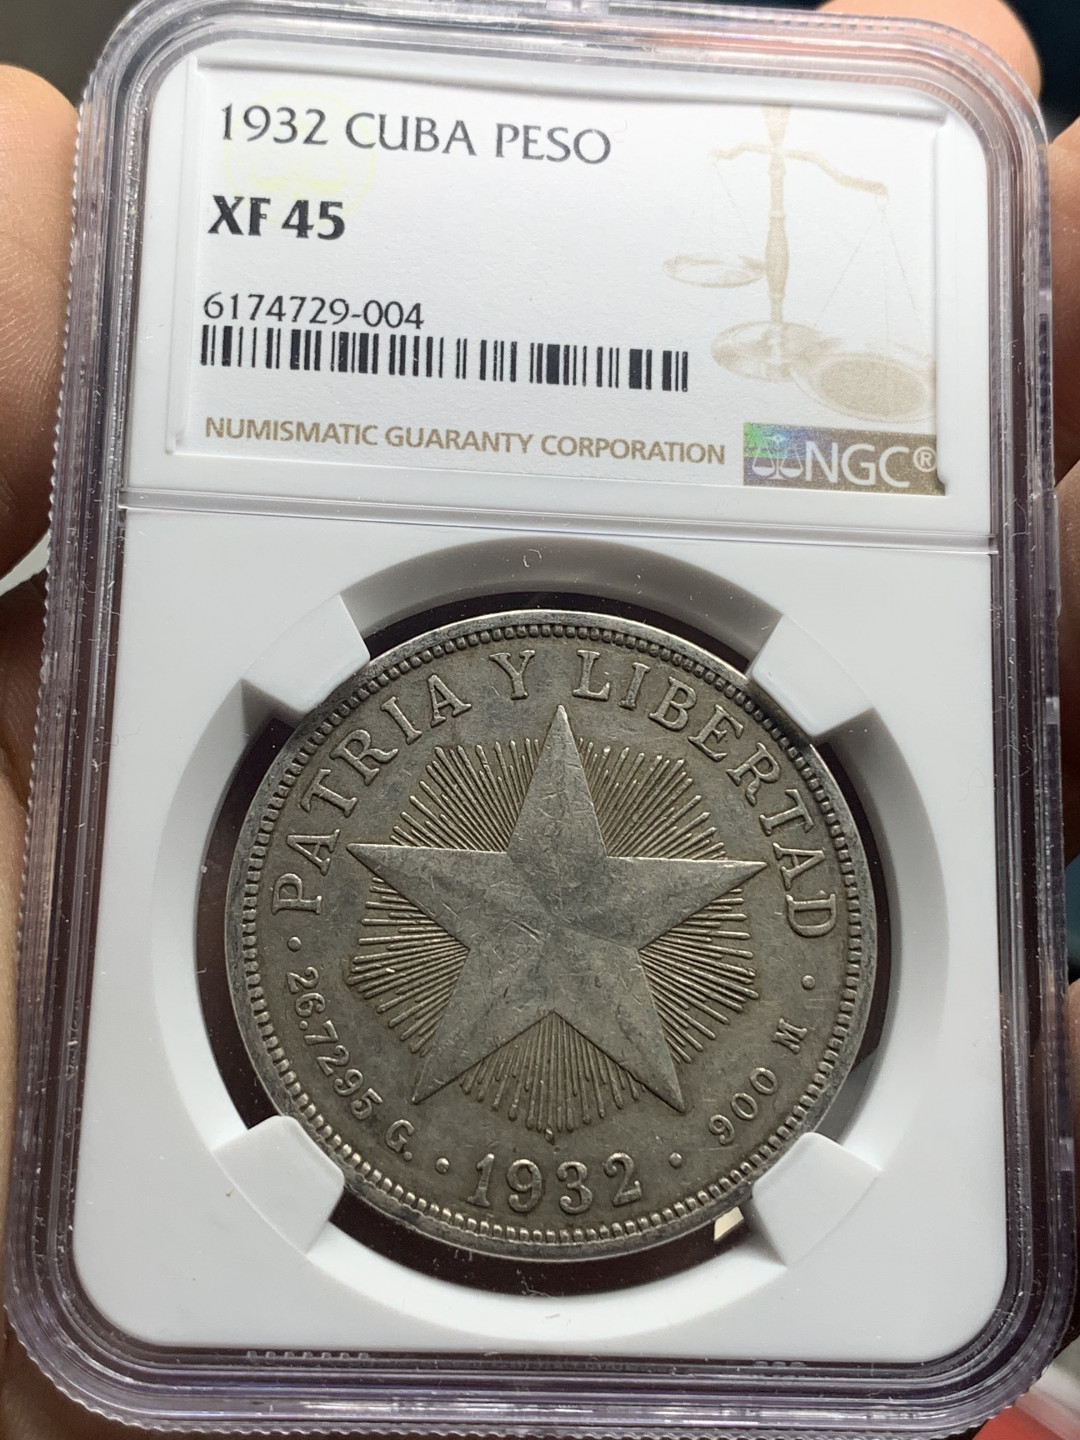 1932 CUBA PESO
XF 45
6174729-004
NUMISMATIC GUARANTY CORPORATION
NGC®
PATRIA Y LIBERTAD
· 26.7295 G. · 1932 · 900 M ·